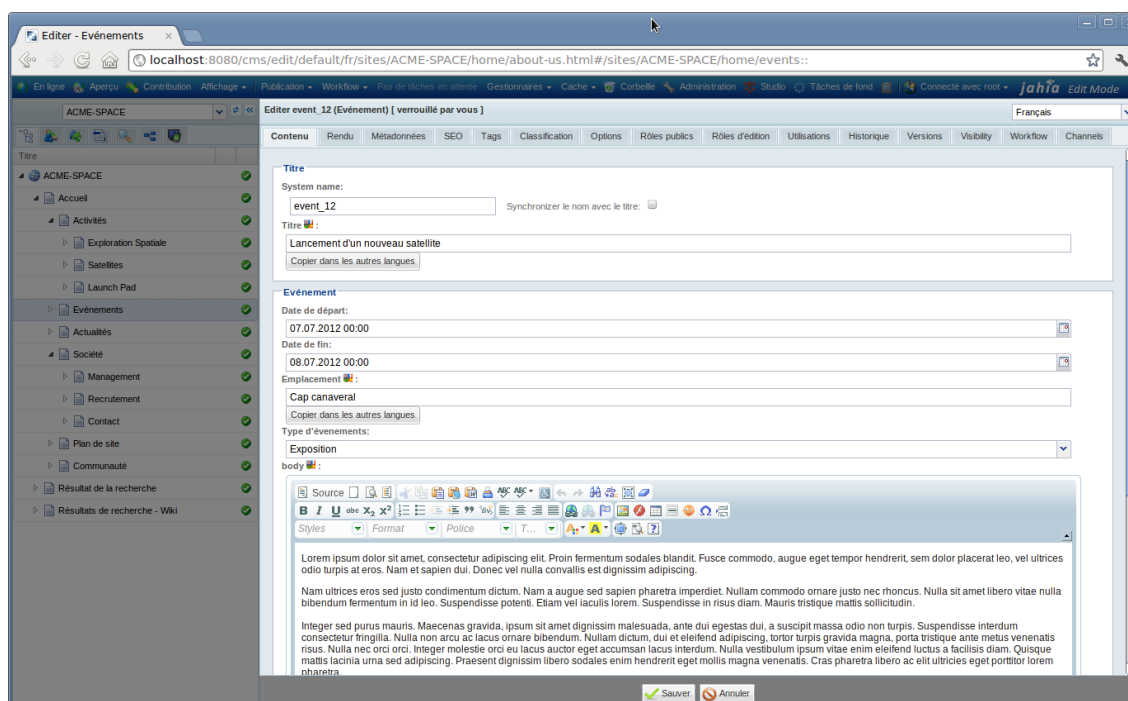 Editer - Evénements
localhost:8080/cms/edit/default/fr/sites/ACME-SPACE/home/about-us.html#/sites/ACME-SPACE/home/events::
En ligne Aperçu Contribution Affichage Publication Workflow Pas de tâches en attente Gestionnaires Cache Corbeille Administration Studio Tâches de fond Connecté avec root jahia Edit Mode
ACME-SPACE
Editer event_12 (Evénement) [ verrouillé par vous ]
Français
Contenu Rendu Métadonnées SEO Tags Classification Options Rôles publics Rôles d'édition Utilisations Historique Versions Visibility Workflow Channels
Titre
ACME-SPACE
Accueil
Activités
Exploration Spatiale
Satellites
Launch Pad
Evénements
Actualités
Société
Management
Recrutement
Contact
Plan de site
Communauté
Résultat de la recherche
Résultats de recherche - Wiki
Titre
System name:
event_12
Synchronizer le nom avec le titre:
Titre :
Lancement d'un nouveau satellite
Copier dans les autres langues
Evénement
Date de départ:
07.07.2012 00:00
Date de fin:
08.07.2012 00:00
Emplacement :
Cap canaveral
Copier dans les autres langues
Type d'évenements:
Exposition
body :
Source
B I U abc X₂ X²
Styles Format Police T...
Lorem ipsum dolor sit amet, consectetur adipiscing elit. Proin fermentum sodales blandit. Fusce commodo, augue eget tempor hendrerit, sem dolor placerat leo, vel ultrices
odio turpis at eros. Nam et sapien dui. Donec vel nulla convallis est dignissim adipiscing.
Nam ultrices eros sed justo condimentum dictum. Nam a augue sed sapien pharetra imperdiet. Nullam commodo ornare justo nec rhoncus. Nulla sit amet libero vitae nulla
bibendum fermentum in id leo. Suspendisse potenti. Etiam vel iaculis lorem. Suspendisse in risus diam. Mauris tristique mattis sollicitudin.
Integer sed purus mauris. Maecenas gravida, ipsum sit amet dignissim malesuada, ante dui egestas dui, a suscipit massa odio non turpis. Suspendisse interdum
consectetur fringilla. Nulla non arcu ac lacus ornare bibendum. Nullam dictum, dui et eleifend adipiscing, tortor turpis gravida magna, porta tristique ante metus venenatis
risus. Nulla nec orci orci. Integer molestie orci eu lacus auctor eget accumsan lacus interdum. Nulla vestibulum ipsum vitae enim eleifend luctus a facilisis diam. Quisque
mattis lacinia urna sed adipiscing. Praesent dignissim libero sodales enim hendrerit eget mollis magna venenatis. Cras pharetra libero ac elit ultricies eget porttitor lorem
pharetra.
Sauver Annuler